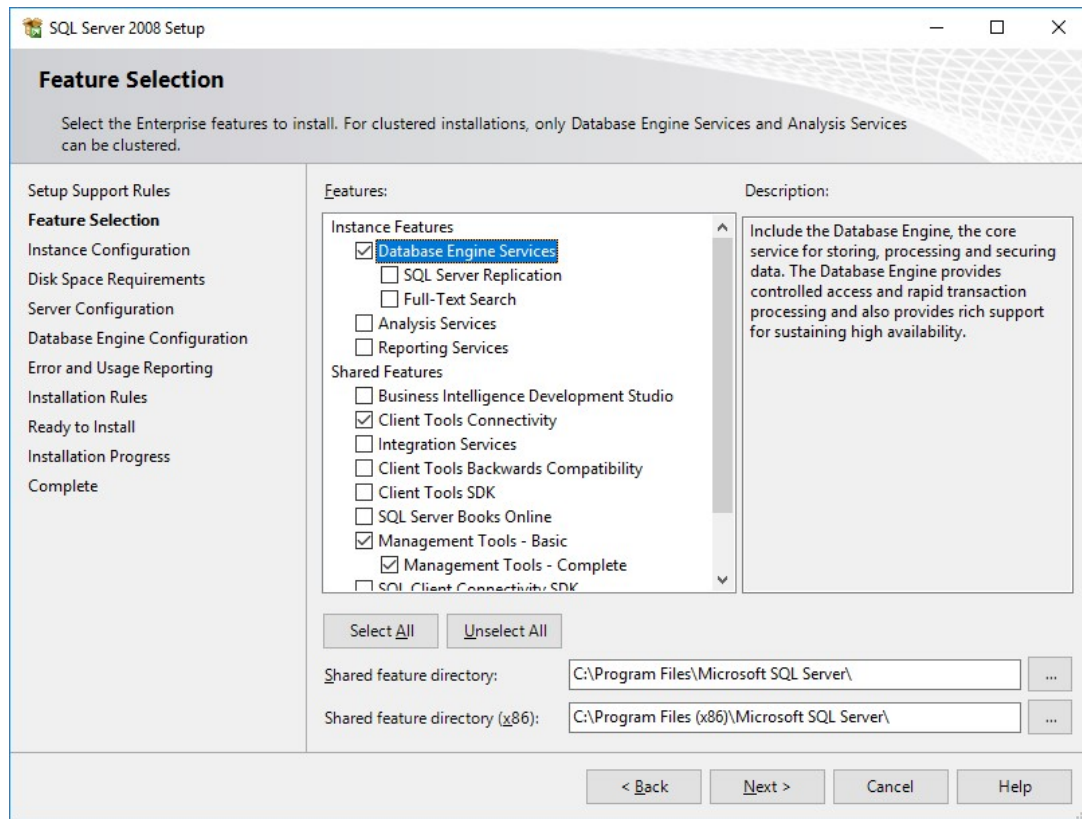 SQL Server 2008 Setup
Feature Selection
Select the Enterprise features to install. For clustered installations, only Database Engine Services and Analysis Services
can be clustered.
Setup Support Rules
Feature Selection
Instance Configuration
Disk Space Requirements
Server Configuration
Database Engine Configuration
Error and Usage Reporting
Installation Rules
Ready to Install
Installation Progress
Complete
Features:
Instance Features
Database Engine Services
SQL Server Replication
Full-Text Search
Analysis Services
Reporting Services
Shared Features
Business Intelligence Development Studio
Client Tools Connectivity
Integration Services
Client Tools Backwards Compatibility
Client Tools SDK
SQL Server Books Online
Management Tools - Basic
Management Tools - Complete
SQL Client Connectivity SDK
Description:
Include the Database Engine, the core
service for storing, processing and securing
data. The Database Engine provides
controlled access and rapid transaction
processing and also provides rich support
for sustaining high availability.
Select All
Unselect All
Shared feature directory:
C:\Program Files\Microsoft SQL Server\
...
Shared feature directory (x86):
C:\Program Files (x86)\Microsoft SQL Server\
...
< Back
Next >
Cancel
Help